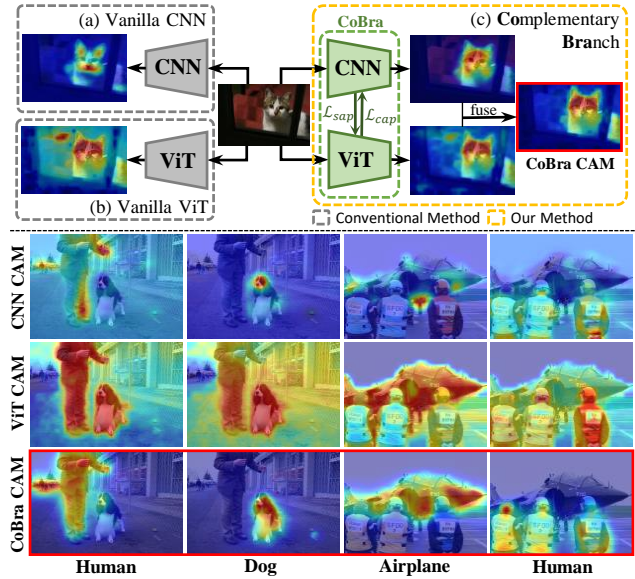 (a) Vanilla CNN
CNN
(b) Vanilla ViT
ViT
CoBra
CNN
ℒsap
ℒcap
ViT
(c) Complementary
Branch
fuse
CoBra CAM
Conventional Method
Our Method
CNN CAM
ViT CAM
CoBra CAM
Human
Dog
Airplane
Human